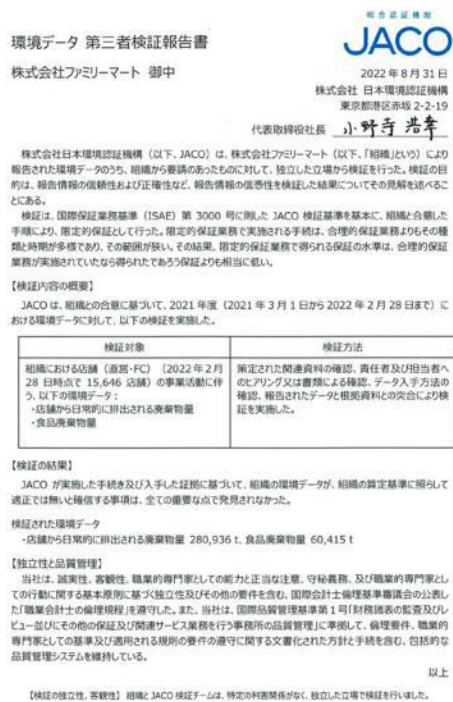 総合認証機関
JACO
環境データ 第三者検証報告書
株式会社ファミリーマート 御中
2022年8月31日
株式会社 日本環境認証機構
東京都港区赤坂 2-2-19
代表取締役社長 小野寺 浩幸
株式会社日本環境認証機構（以下、JACO）は、株式会社ファミリーマート（以下、「組織」という）により
報告された環境データのうち、組織から要請のあったものに対して、独立した立場から検証を行った。検証の目
的は、報告情報の信頼性および正確性など、報告情報の信憑性を検証した結果についてその見解を述べるこ
とにある。
検証は、国際保証業務基準（ISAE）第 3000 号に則した JACO 検証基準を基本に、組織と合意した
手順により、限定的保証として行った。限定的保証業務で実施される手続は、合理的保証業務よりもその種
類と時期が多様であり、その範囲が狭い。その結果、限定的保証業務で得られる保証の水準は、合理的保証
業務が実施されていたなら得られたであろう保証よりも相当に低い。
【検証内容の概要】
JACO は、組織との合意に基づいて、2021 年度（2021 年 3 月 1 日から 2022 年 2 月 28 日まで）に
おける環境データに対して、以下の検証を実施した。
検証対象
検証方法
組織における店舗（直営・FC）（2022 年 2 月
28 日時点で 15,646 店舗）の事業活動に伴
う、以下の環境データ：
・店舗から日常的に排出される廃棄物量
・食品廃棄物量
策定された関連資料の確認、責任者及び担当者へ
のヒアリング又は書類による確認、データ入手方法の
確認、報告されたデータと根拠資料との突合により検
証を実施した。
【検証の結果】
JACO が実施した手続き及び入手した証拠に基づいて、組織の環境データが、組織の算定基準に照らして
適正では無いと確信する事項は、全ての重要な点で発見されなかった。
検証された環境データ
・店舗から日常的に排出される廃棄物量 280,936 t、食品廃棄物量 60,415 t
【独立性と品質管理】
当社は、誠実性、客観性、職業的専門家としての能力と正当な注意、守秘義務、及び職業的専門家とし
ての行動に関する基本原則に基づく独立性及びその他の要件を含む、国際会計士倫理基準審議会の公表し
た「職業会計士の倫理規程」を遵守した。また、当社は、国際品質管理基準第 1 号「財務諸表の監査及びレ
ビュー並びにその他の保証及び関連サービス業務を行う事務所の品質管理」に準拠して、倫理要件、職業的
専門家としての基準及び適用される規則の要件の遵守に関する文書化された方針と手続を含む、包括的な
品質管理システムを維持している。
以上
【検証の独立性、客観性】 組織と JACO 検証チームは、特定の利害関係がなく、独立した立場で検証を行いました。